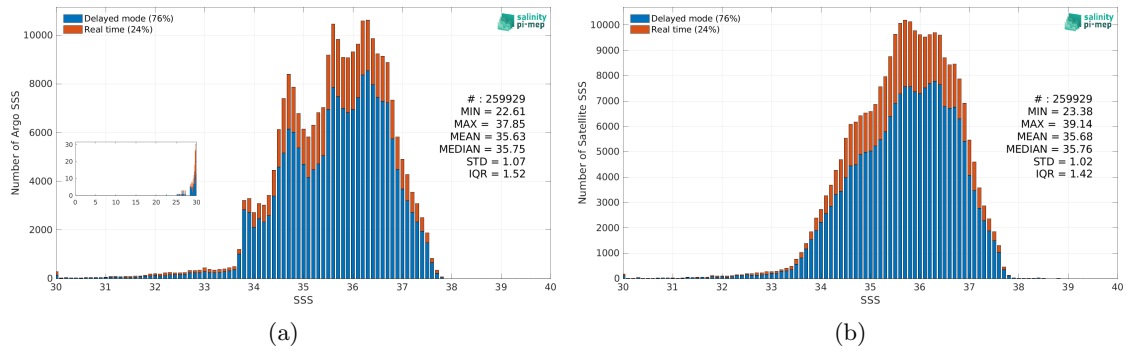 Delayed mode (76%)
Real time (24%)
salinity
pi-mep
Number of Argo SSS
10000
8000
6000
4000
2000
0
# : 259929
MIN = 22.61
MAX = 37.85
MEAN = 35.63
MEDIAN = 35.75
STD = 1.07
IQR = 1.52
30
20
10
0
0 5 10 15 20 25 30
30 31 32 33 34 35 36 37 38 39 40
SSS
(a)
Delayed mode (76%)
Real time (24%)
salinity
pi-mep
Number of Satellite SSS
10000
9000
8000
7000
6000
5000
4000
3000
2000
1000
0
# : 259929
MIN = 23.38
MAX = 39.14
MEAN = 35.68
MEDIAN = 35.76
STD = 1.02
IQR = 1.42
30 31 32 33 34 35 36 37 38 39 40
SSS
(b)